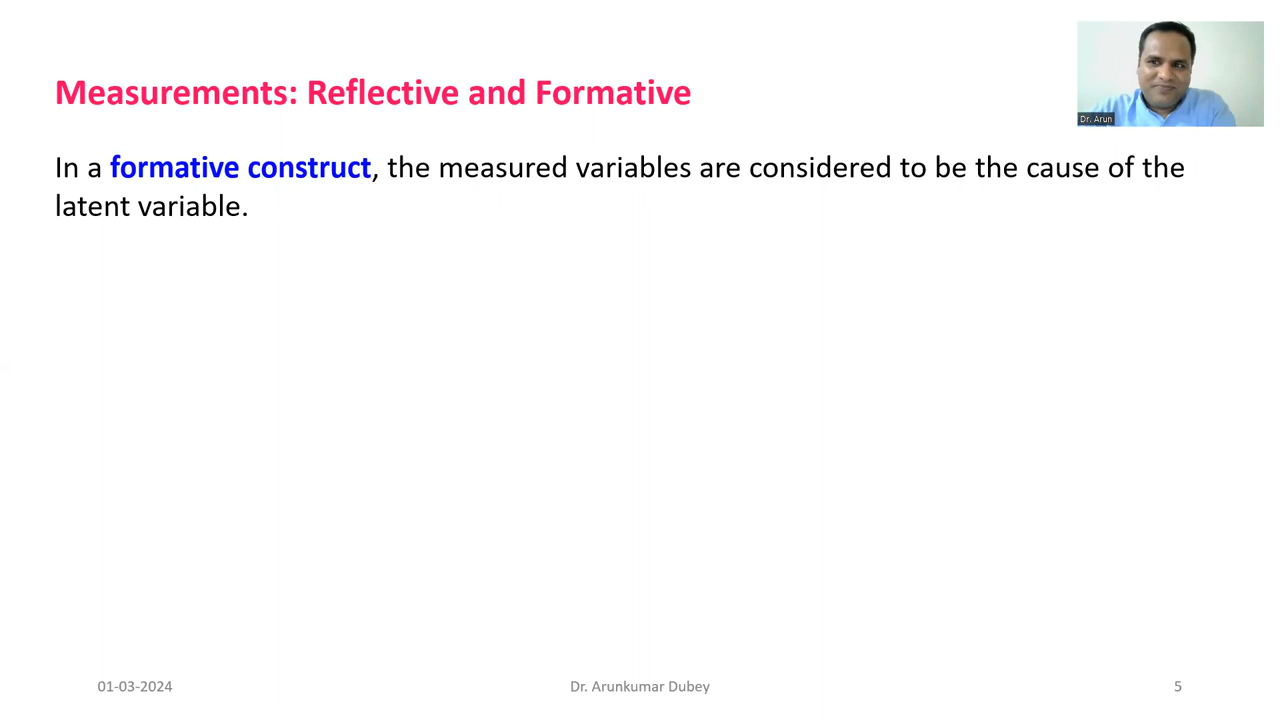 Measurements: Reflective and Formative
Dr. Arun
In a formative construct, the measured variables are considered to be the cause of the
latent variable.
01-03-2024
Dr. Arunkumar Dubey
5